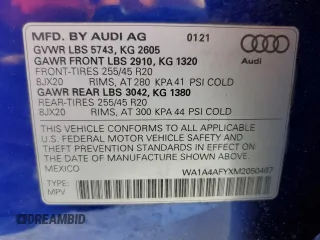 MFD. BY AUDI AG 01 21
Audi
GVWR LBS 5743, KG 2605
GAWR FRONT LBS 2910, KG 1320
FRONT-TIRES 255/45 R20
8JX20 RIMS, AT 280 KPA 41 PSI COLD
GAWR REAR LBS 3042, KG 1380
REAR-TIRES 255/45 R20
8JX20 RIMS, AT 300 KPA 44 PSI COLD
THIS VEHICLE CONFORMS TO ALL APPLICABLE
U.S. FEDERAL MOTOR VEHICLE SAFETY AND
THEFT PREVENTION STANDARDS IN EFFECT ON
THE DATE OF MANUFACTURE SHOWN ABOVE.
MEXICO
TYPE:
MPV
DREAMBID